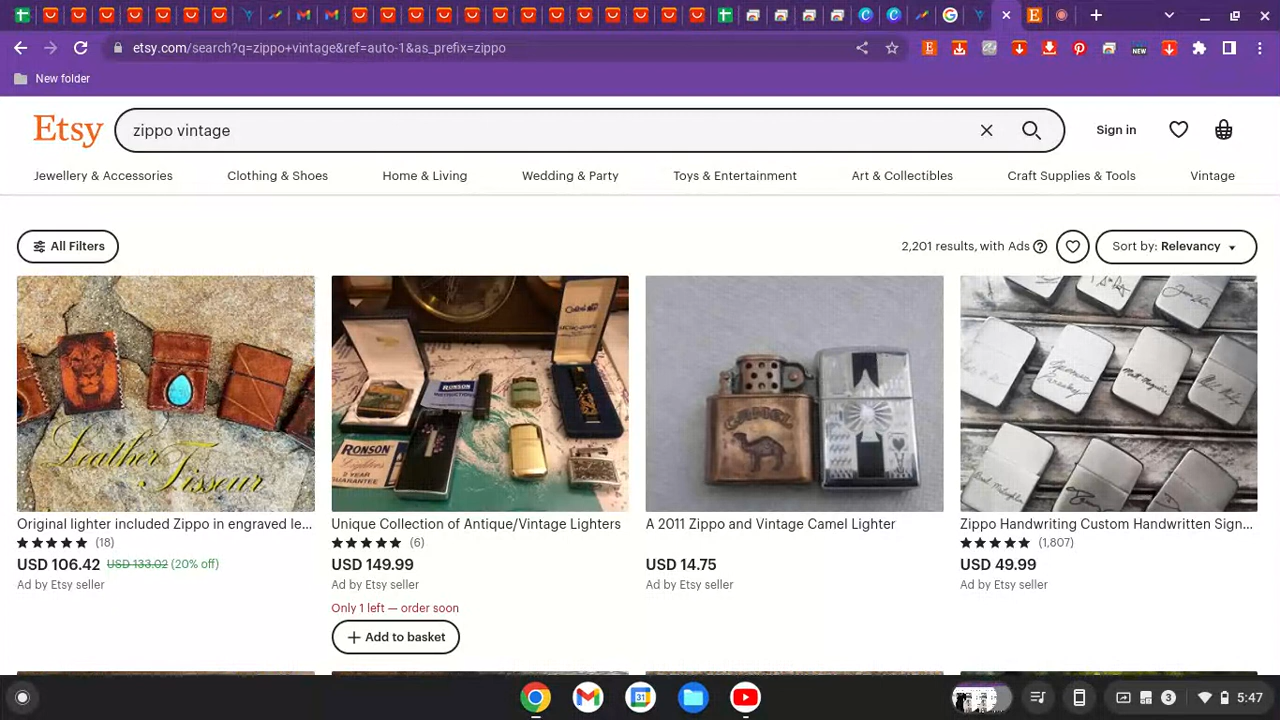 etsy.com/search?q=zippo+vintage&ref=auto-1&as_prefix=zippo
New folder
Etsy
zippo vintage
Sign in
Jewellery & Accessories
Clothing & Shoes
Home & Living
Wedding & Party
Toys & Entertainment
Art & Collectibles
Craft Supplies & Tools
Vintage
All Filters
2,201 results, with Ads
Sort by: Relevancy
Leather Tisseur
RONSON
RONSON
2 YEAR
GUARANTEE
CAMEL
Original lighter included Zippo in engraved le...
(18)
USD 106.42 USD 133.02 (20% off)
Ad by Etsy seller
Unique Collection of Antique/Vintage Lighters
(6)
USD 149.99
Ad by Etsy seller
Only 1 left — order soon
+ Add to basket
A 2011 Zippo and Vintage Camel Lighter
USD 14.75
Ad by Etsy seller
Zippo Handwriting Custom Handwritten Sign...
(1,807)
USD 49.99
Ad by Etsy seller
31
3
5:47